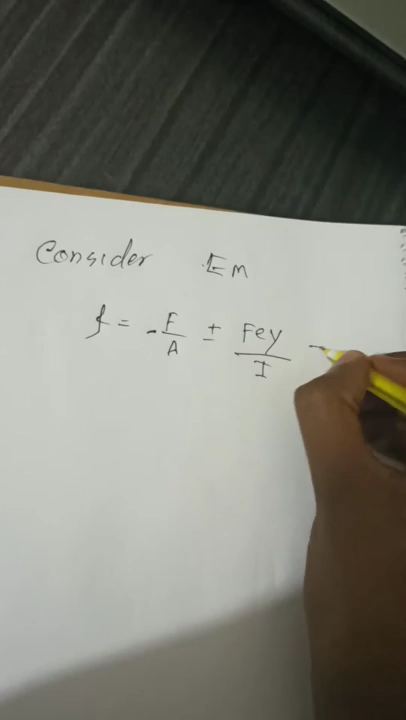 Consider Em
f = - F/A ± Fey/I -